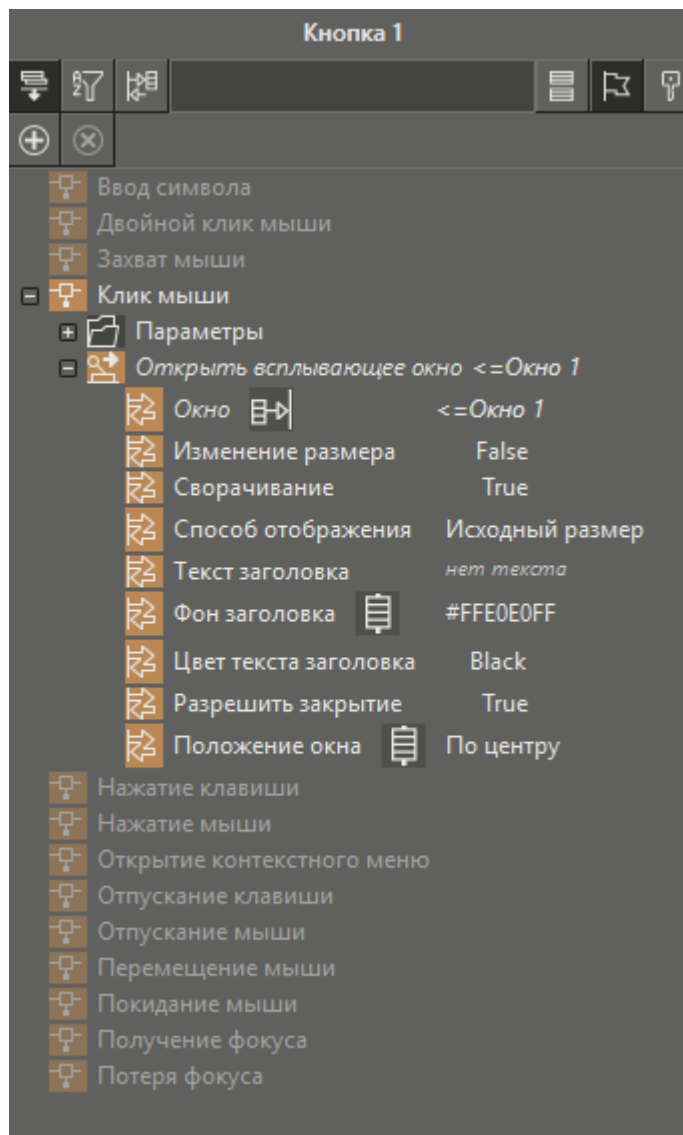 Кнопка 1
Ввод символа
Двойной клик мыши
Захват мыши
Клик мыши
Параметры
Открыть всплывающее окно <=Окно 1
Окно <=Окно 1
Изменение размера False
Сворачивание True
Способ отображения Исходный размер
Текст заголовка нет текста
Фон заголовка #FFE0E0FF
Цвет текста заголовка Black
Разрешить закрытие True
Положение окна По центру
Нажатие клавиши
Нажатие мыши
Открытие контекстного меню
Отпускание клавиши
Отпускание мыши
Перемещение мыши
Покидание мыши
Получение фокуса
Потеря фокуса